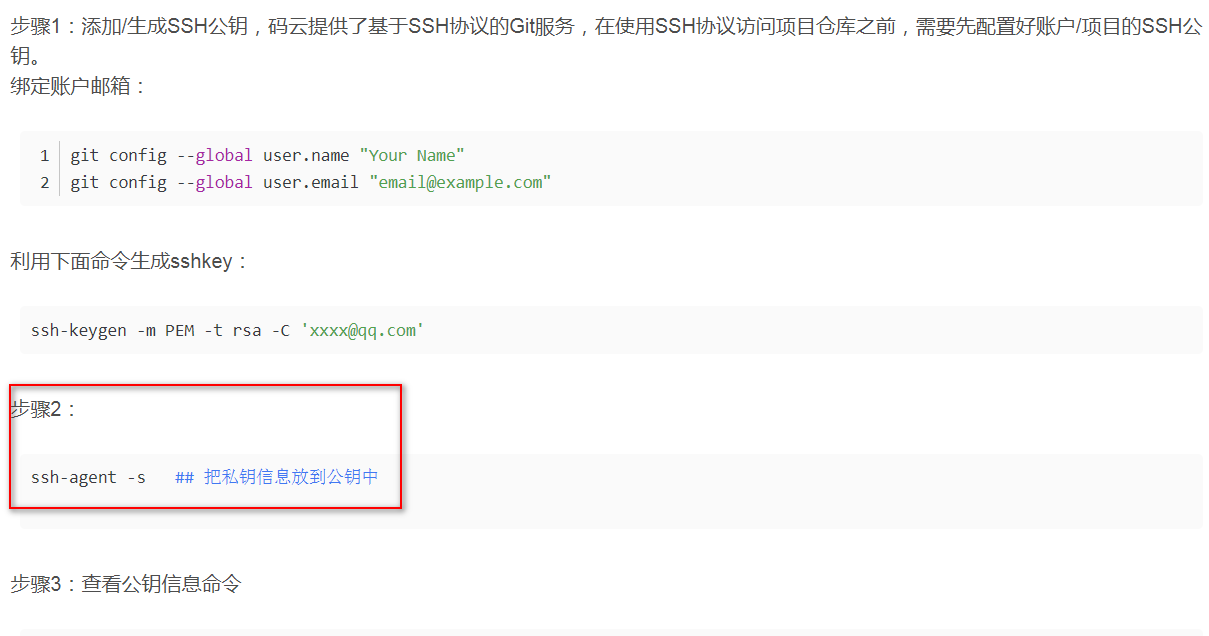 步骤1：添加/生成SSH公钥，码云提供了基于SSH协议的Git服务，在使用SSH协议访问项目仓库之前，需要先配置好账户/项目的SSH公
钥。
绑定账户邮箱：
1 git config --global user.name "Your Name"
2 git config --global user.email "email@example.com"
利用下面命令生成sshkey：
ssh-keygen -m PEM -t rsa -C 'xxxx@qq.com'
步骤2：
ssh-agent -s   ## 把私钥信息放到公钥中
步骤3：查看公钥信息命令